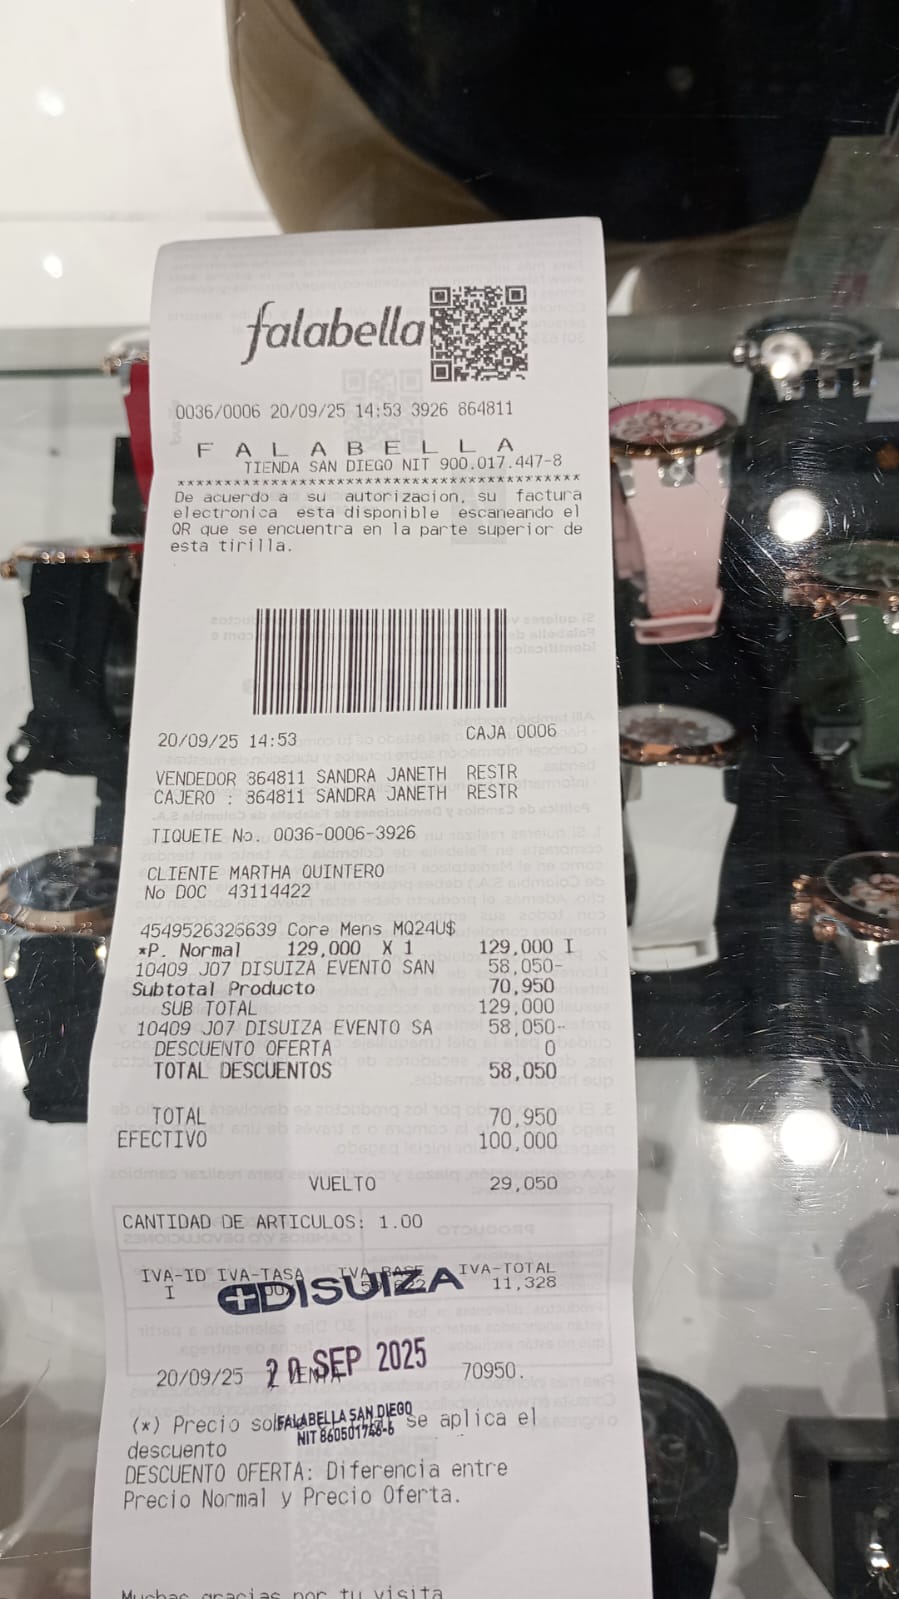 falabella
0036/0006 20/09/25 14:53 3926 864811
F A L A B E L L A
TIENDA SAN DIEGO NIT 900.017.447-8
De acuerdo a su autorizacion, su factura
electronica esta disponible escaneando el
QR que se encuentra en la parte superior de
esta tirilla.
20/09/25 14:53 CAJA 0006
VENDEDOR 864811 SANDRA JANETH RESTR
CAJERO : 864811 SANDRA JANETH RESTR
TIQUETE No. 0036-0006-3926
CLIENTE MARTHA QUINTERO
No DOC 43114422
4549526326639 Core Mens MQ24U$
*P. Normal 129,000 X 1 129,000 I
10409 J07 DISUIZA EVENTO SAN 58,050-
Subtotal Producto 70,950
SUB TOTAL 129,000
10409 J07 DISUIZA EVENTO SA 58,050-
DESCUENTO OFERTA 0
TOTAL DESCUENTOS 58,050
TOTAL 70,950
EFECTIVO 100,000
VUELTO 29,050
CANTIDAD DE ARTICULOS: 1.00
IVA-ID IVA-TASA IVA-BASE IVA-TOTAL
I 11,328
DISUIZA
20/09/25 70950.
20 SEP 2025
FALABELLA SAN DIEGO
NIT 860501748-6
(*) Precio se aplica el
descuento
DESCUENTO OFERTA: Diferencia entre
Precio Normal y Precio Oferta.
Muchas gracias por tu visita